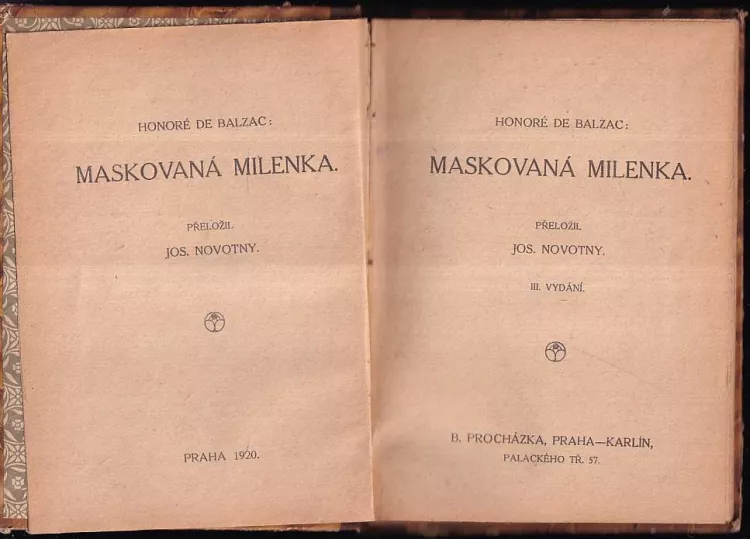 HONORÉ DE BALZAC:
MASKOVANÁ MILENKA.
PŘELOŽIL
JOS. NOVOTNY.
PRAHA 1920.
HONORÉ DE BALZAC:
MASKOVANÁ MILENKA.
PŘELOŽIL
JOS. NOVOTNY.
III. VYDÁNÍ.
B. PROCHÁZKA, PRAHA—KARLÍN,
PALACKÉHO TŘ. 57.